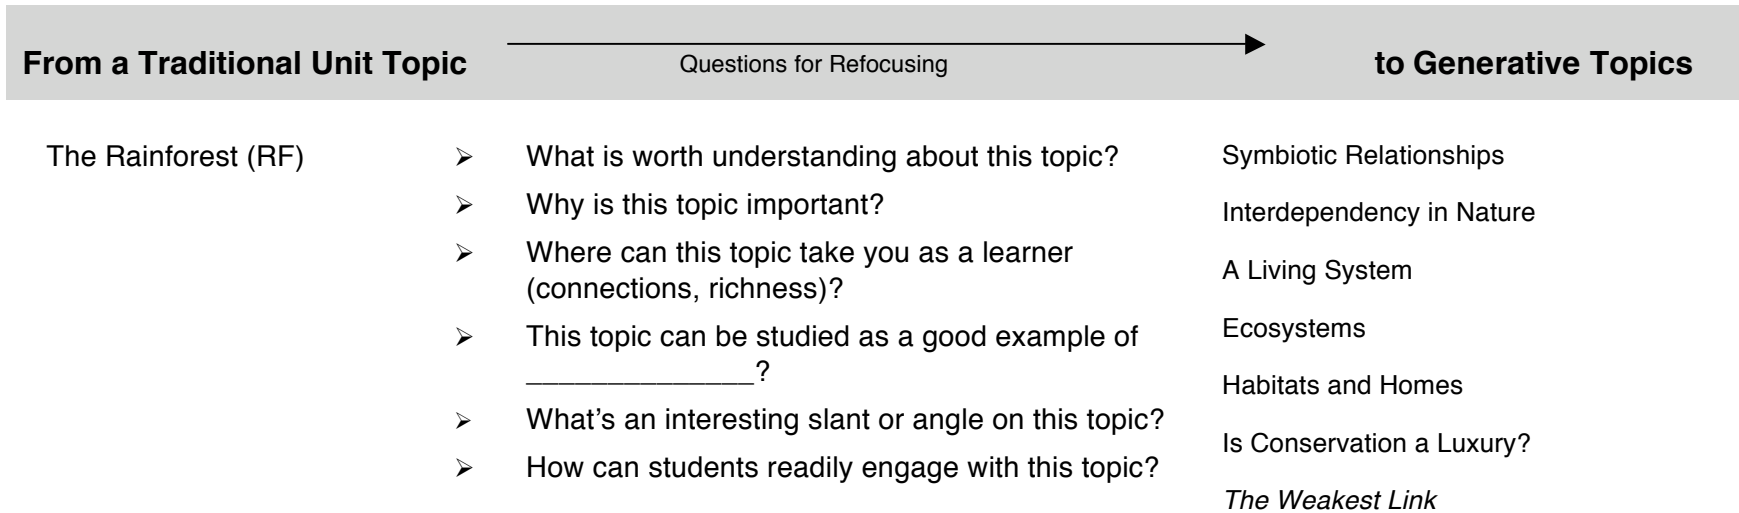 From a Traditional Unit Topic
Questions for Refocusing
to Generative Topics
The Rainforest (RF)
➢ What is worth understanding about this topic?
➢ Why is this topic important?
➢ Where can this topic take you as a learner
(connections, richness)?
➢ This topic can be studied as a good example of
______________?
➢ What’s an interesting slant or angle on this topic?
➢ How can students readily engage with this topic?
Symbiotic Relationships
Interdependency in Nature
A Living System
Ecosystems
Habitats and Homes
Is Conservation a Luxury?
The Weakest Link